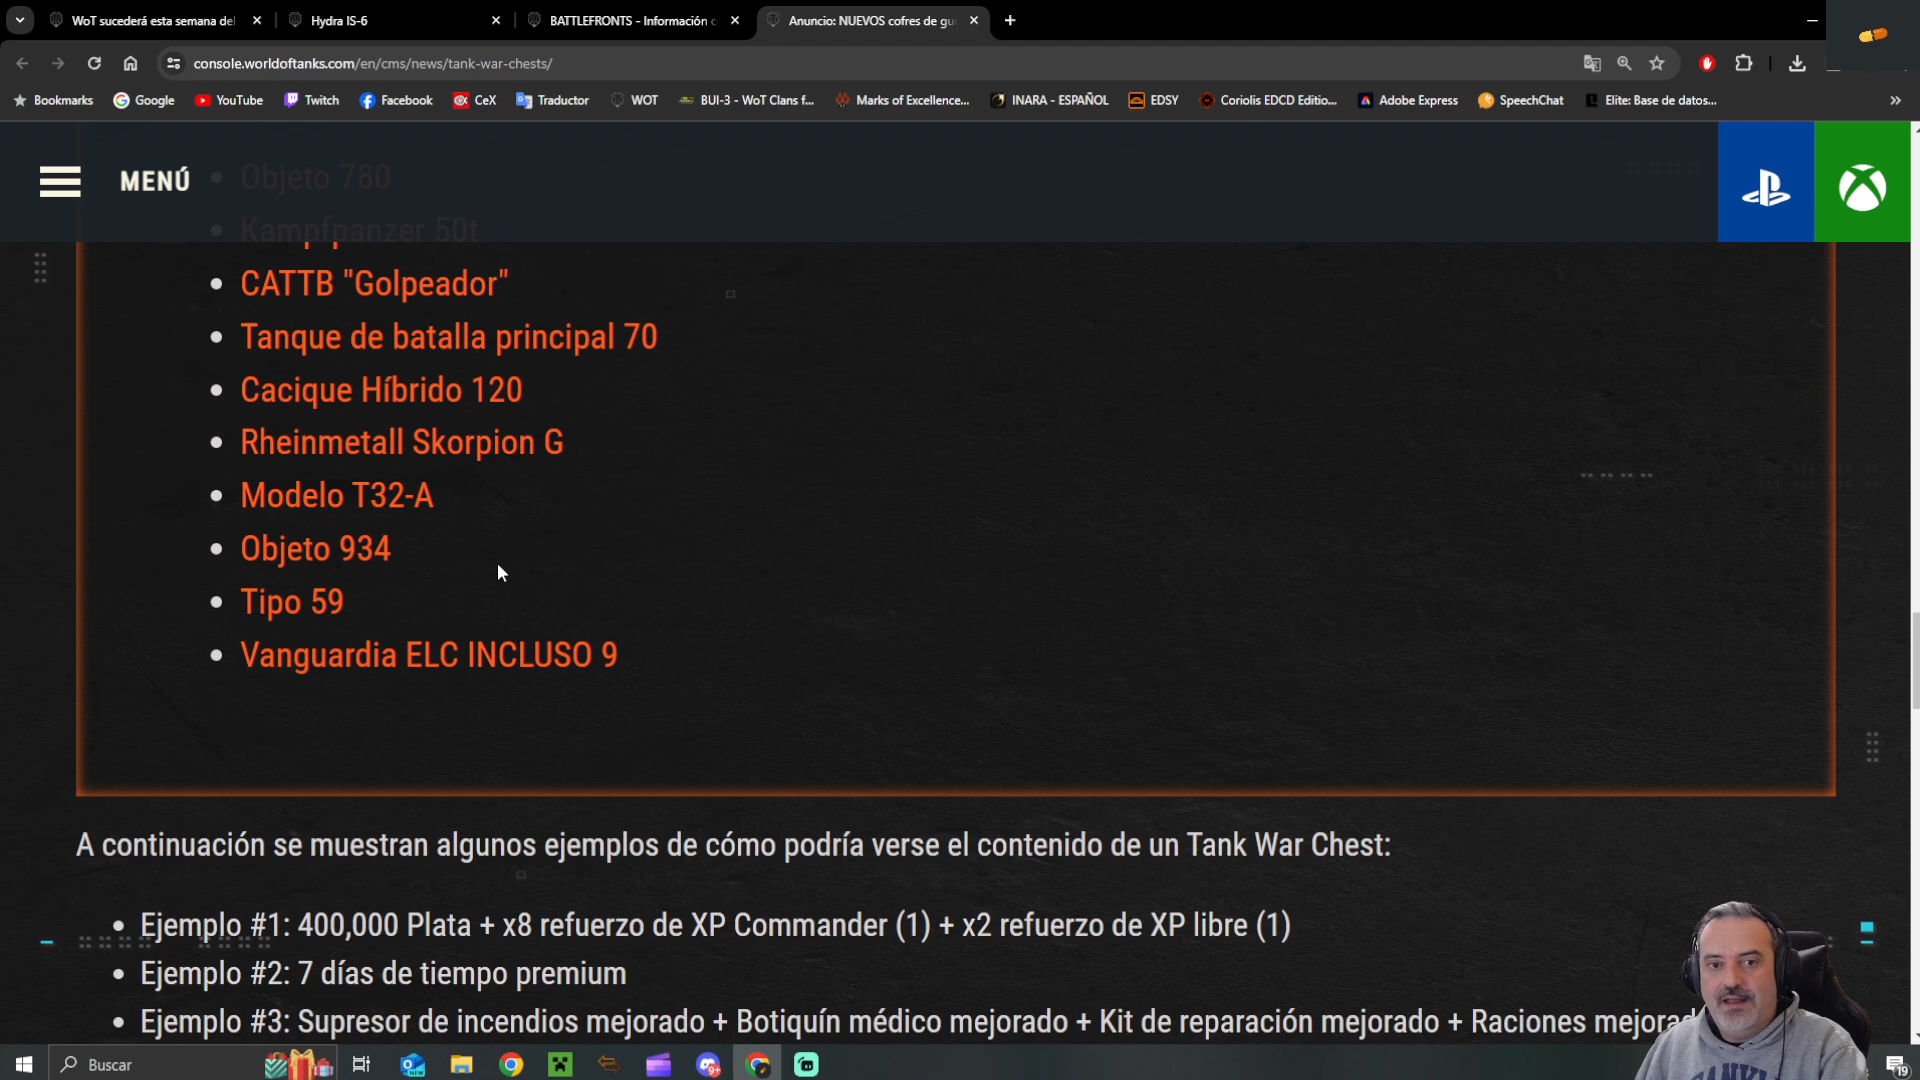 WoT sucederá esta semana del
Hydra IS-6
BATTLEFRONTS - Información c
Anuncio: NUEVOS cofres de gu
console.worldoftanks.com/en/cms/news/tank-war-chests/
Bookmarks
Google
YouTube
Twitch
Facebook
CeX
Traductor
WOT
BUI-3 - WoT Clans f...
Marks of Excellence...
INARA - ESPAÑOL
EDSY
Coriolis EDCD Editio...
Adobe Express
SpeechChat
Elite: Base de datos...
MENÚ
Objeto 780
Kampfpanzer 50t
CATTB "Golpeador"
Tanque de batalla principal 70
Cacique Híbrido 120
Rheinmetall Skorpion G
Modelo T32-A
Objeto 934
Tipo 59
Vanguardia ELC INCLUSO 9
A continuación se muestran algunos ejemplos de cómo podría verse el contenido de un Tank War Chest:
Ejemplo #1: 400,000 Plata + x8 refuerzo de XP Commander (1) + x2 refuerzo de XP libre (1)
Ejemplo #2: 7 días de tiempo premium
Ejemplo #3: Supresor de incendios mejorado + Botiquín médico mejorado + Kit de reparación mejorado + Raciones mejorad
Buscar
9+
19